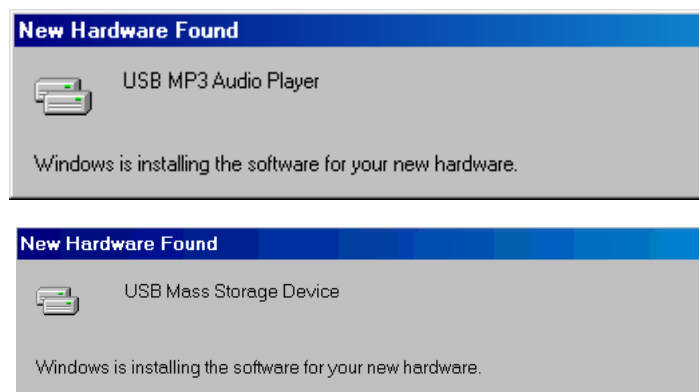 New Hardware Found
USB MP3 Audio Player
Windows is installing the software for your new hardware.
New Hardware Found
USB Mass Storage Device
Windows is installing the software for your new hardware.